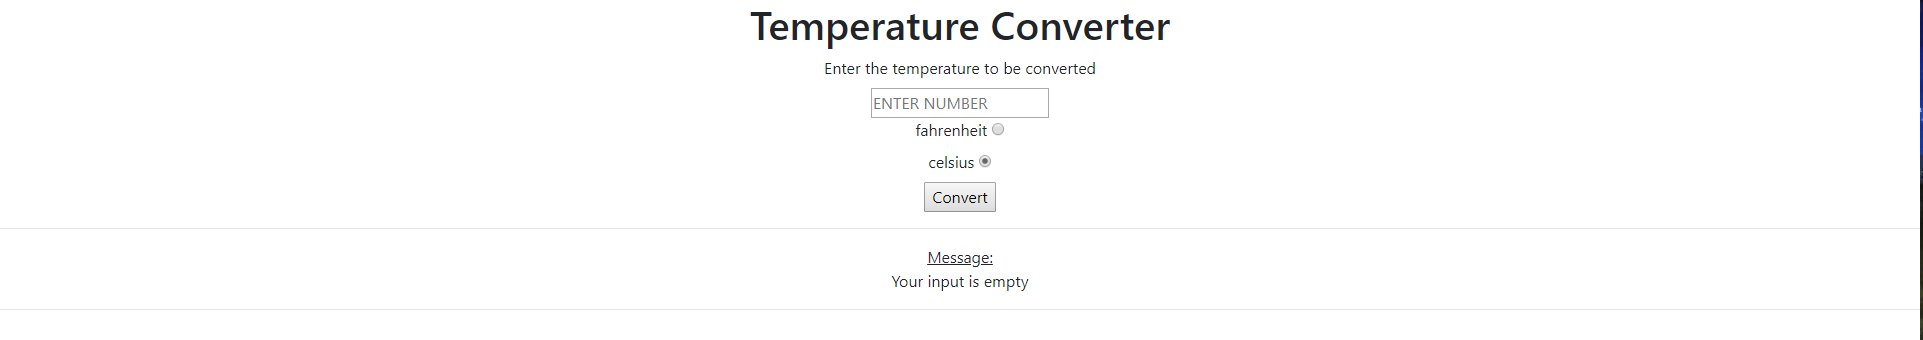 Temperature Converter
Enter the temperature to be converted
ENTER NUMBER
fahrenheit
celsius
Convert
Message:
Your input is empty